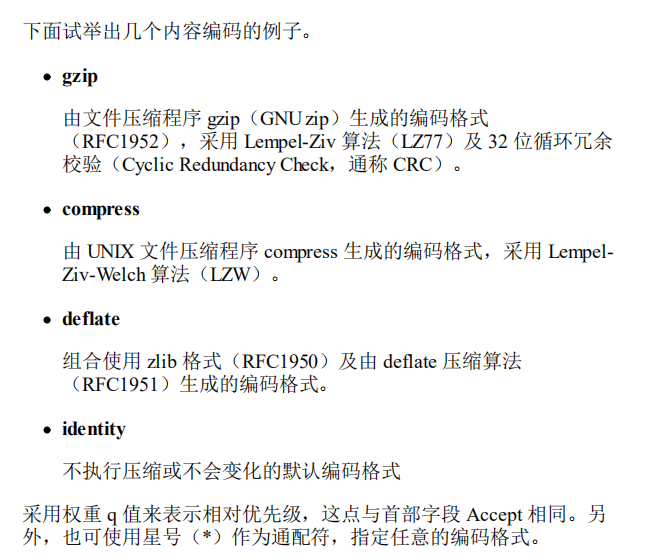 下面试举出几个内容编码的例子。
• gzip
由文件压缩程序 gzip（GNU zip）生成的编码格式
（RFC1952），采用 Lempel-Ziv 算法（LZ77）及 32 位循环冗余
校验（Cyclic Redundancy Check，通称 CRC）。
• compress
由 UNIX 文件压缩程序 compress 生成的编码格式，采用 Lempel-
Ziv-Welch 算法（LZW）。
• deflate
组合使用 zlib 格式（RFC1950）及由 deflate 压缩算法
（RFC1951）生成的编码格式。
• identity
不执行压缩或不会变化的默认编码格式
采用权重 q 值来表示相对优先级，这点与首部字段 Accept 相同。另
外，也可使用星号（*）作为通配符，指定任意的编码格式。